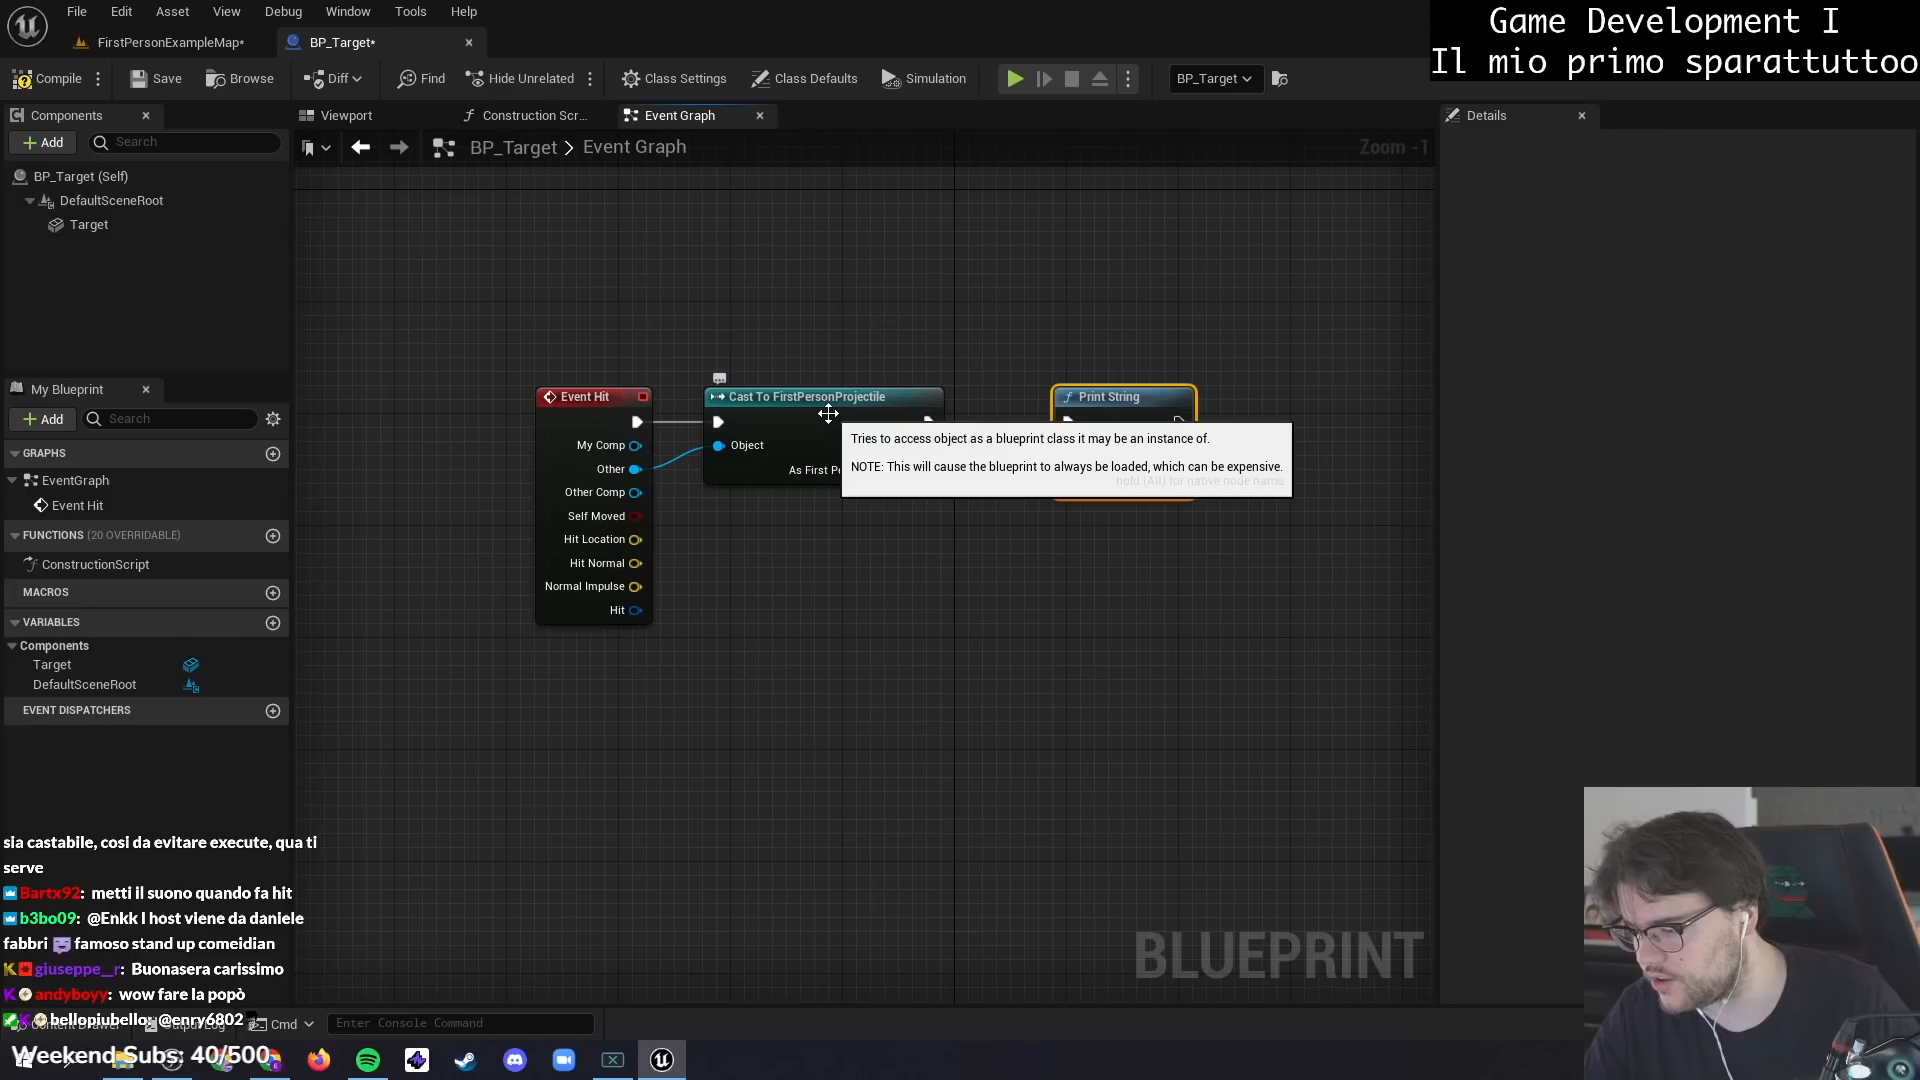 File Edit Asset View Debug Window Tools Help
Game Development I
Il mio primo sparattuttoo
FirstPersonExampleMap*
BP_Target*
Compile
Save
Browse
Diff
Find
Hide Unrelated
Class Settings
Class Defaults
Simulation
BP_Target
Components
Viewport
Construction Scr...
Event Graph
Details
Add
Search
BP_Target > Event Graph
Zoom -1
BP_Target (Self)
DefaultSceneRoot
Target
My Blueprint
Add
Search
GRAPHS
EventGraph
Event Hit
FUNCTIONS (20 OVERRIDABLE)
ConstructionScript
MACROS
VARIABLES
Components
Target
DefaultSceneRoot
EVENT DISPATCHERS
Event Hit
My Comp
Other
Other Comp
Self Moved
Hit Location
Hit Normal
Normal Impulse
Hit
Cast To FirstPersonProjectile
Object
As First Pe
Print String
Tries to access object as a blueprint class it may be an instance of.
NOTE: This will cause the blueprint to always be loaded, which can be expensive.
hold (Alt) for native node name
BLUEPRINT
sia castabile, cosi da evitare execute, qua ti
serve
Bartx92: metti il suono quando fa hit
b3bo09: @Enkk l host viene da daniele
fabbri famoso stand up comeidian
giuseppe__r: Buonasera carissimo
andyboyy: wow fare la popò
bellopiubello: @enry6802
Cmd
Enter Console Command
Weekend Subs: 40/500